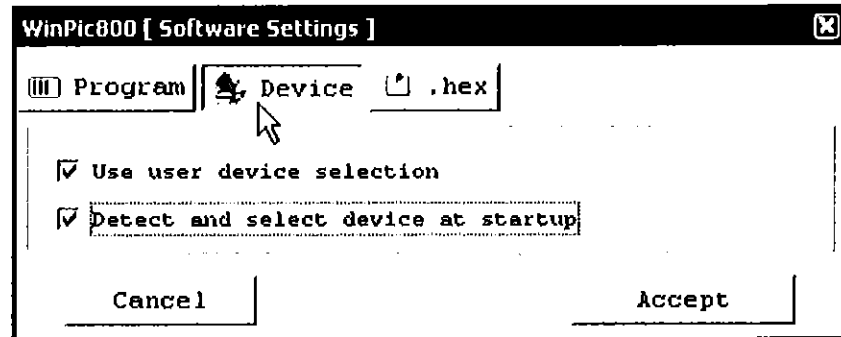 WinPic800 [ Software Settings ]
Program Device .hex
Use user device selection
Detect and select device at startup
Cancel Accept